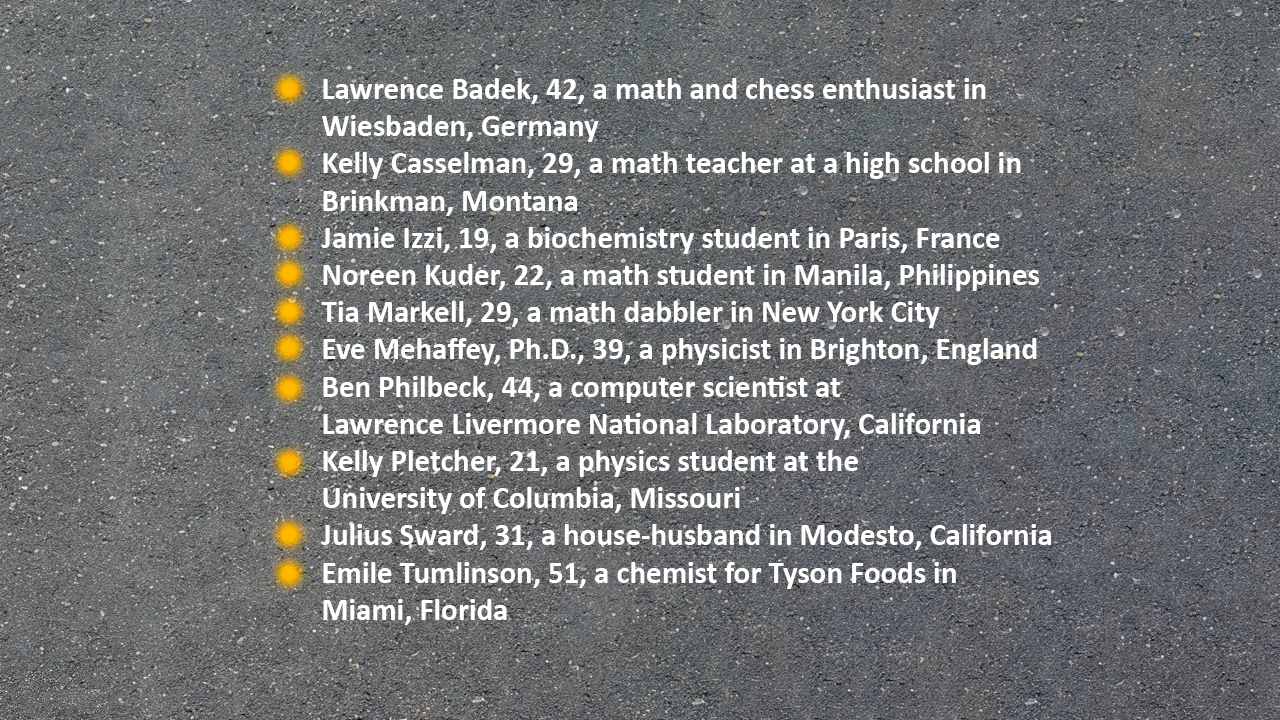 Lawrence Badek, 42, a math and chess enthusiast in
Wiesbaden, Germany
Kelly Casselman, 29, a math teacher at a high school in
Brinkman, Montana
Jamie Izzi, 19, a biochemistry student in Paris, France
Noreen Kuder, 22, a math student in Manila, Philippines
Tia Markell, 29, a math dabbler in New York City
Eve Mehaffey, Ph.D., 39, a physicist in Brighton, England
Ben Philbeck, 44, a computer scientist at
Lawrence Livermore National Laboratory, California
Kelly Pletcher, 21, a physics student at the
University of Columbia, Missouri
Julius Sward, 31, a house-husband in Modesto, California
Emile Tumlinson, 51, a chemist for Tyson Foods in
Miami, Florida